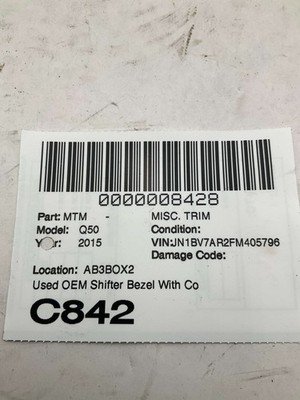 0000008428
Part: MTM - MISC. TRIM
Model: Q50 Condition:
Year: 2015 VIN:JN1BV7AR2FM405796
Damage Code:
Location: AB3BOX2
Used OEM Shifter Bezel With Co
C842